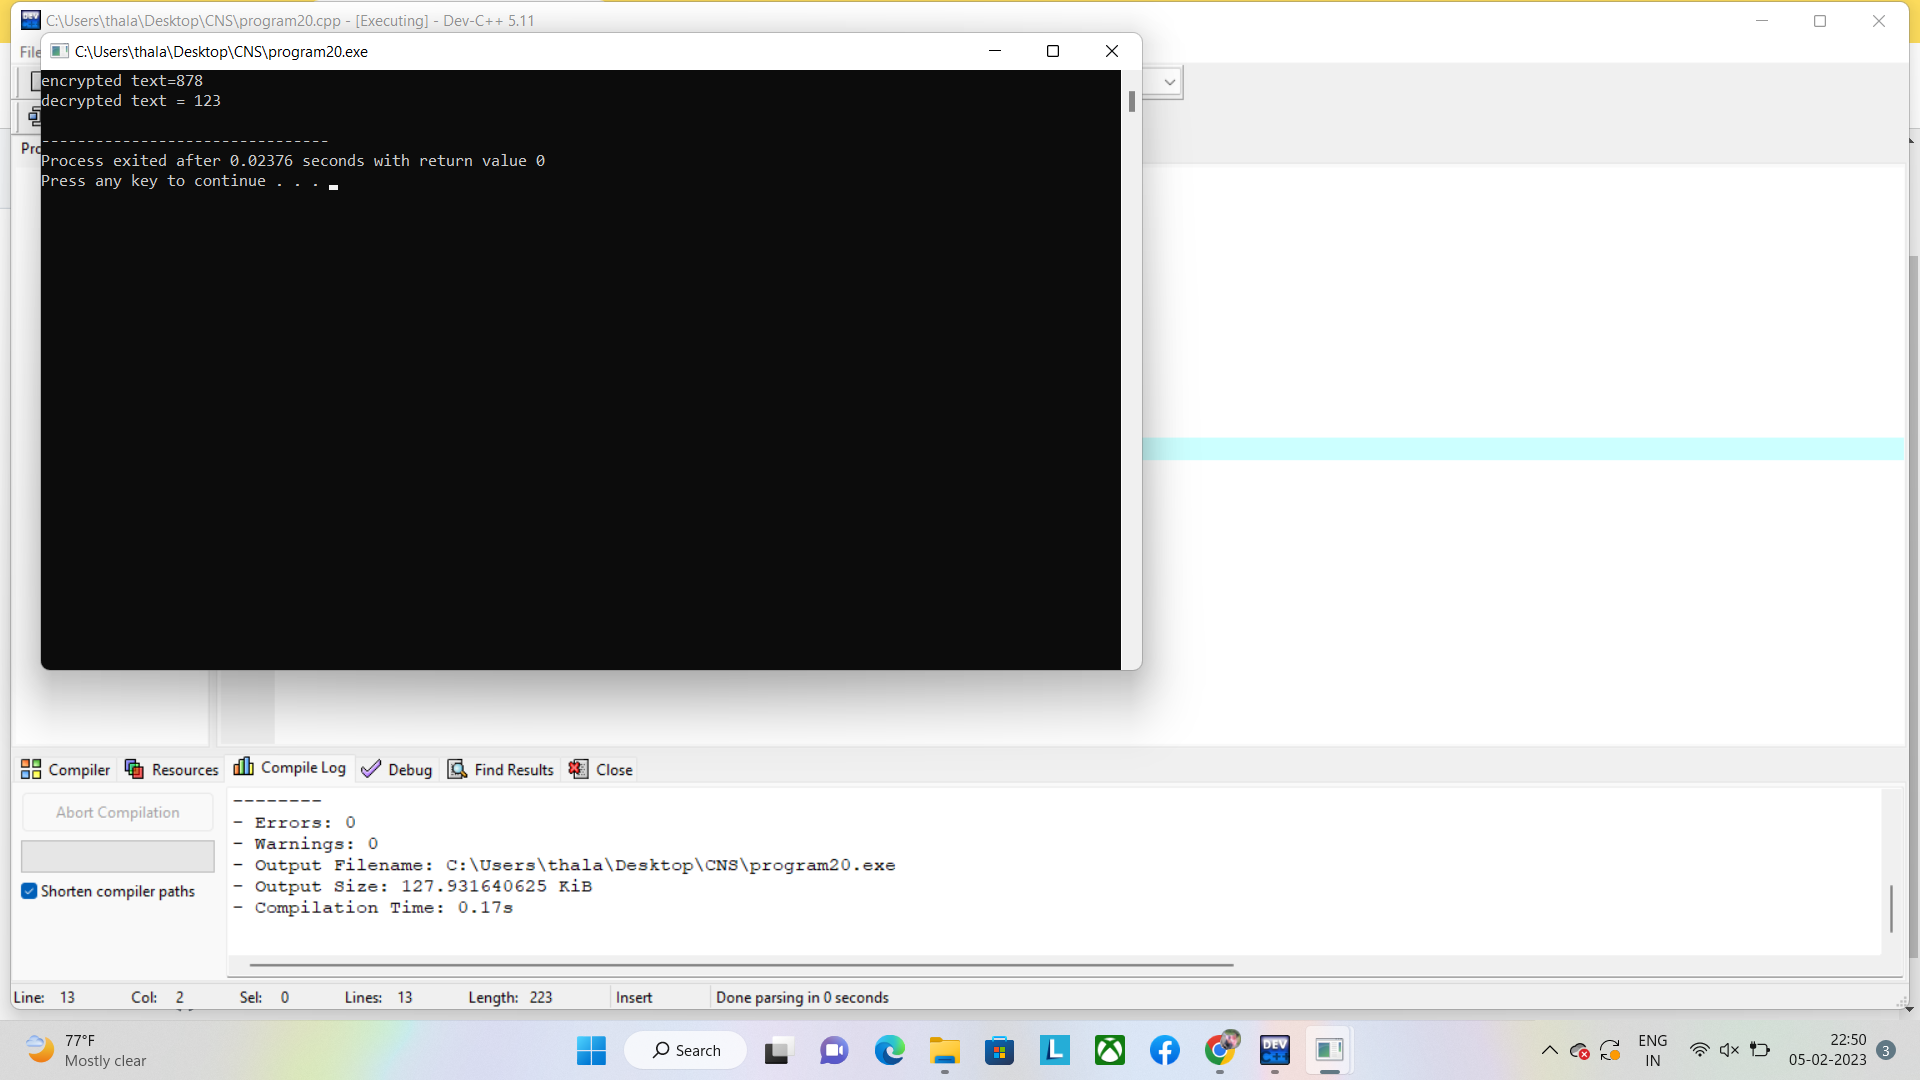 C:\Users\thala\Desktop\CNS\program20.cpp - [Executing] - Dev-C++ 5.11
File
C:\Users\thala\Desktop\CNS\program20.exe
encrypted text=878
decrypted text = 123
--------------------------------
Process exited after 0.02376 seconds with return value 0
Press any key to continue . . .
Compiler Resources Compile Log Debug Find Results Close
Abort Compilation
Shorten compiler paths
--------
- Errors: 0
- Warnings: 0
- Output Filename: C:\Users\thala\Desktop\CNS\program20.exe
- Output Size: 127.931640625 KiB
- Compilation Time: 0.17s
Line: 13 Col: 2 Sel: 0 Lines: 13 Length: 223 Insert Done parsing in 0 seconds
77°F
Mostly clear
Search
DEV C++
ENG
IN
22:50
05-02-2023
3